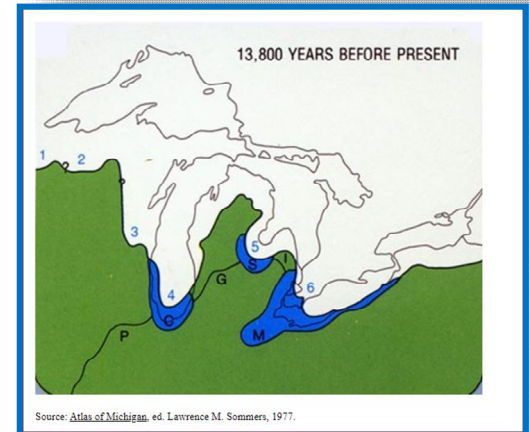 13,800 YEARS BEFORE PRESENT
1
2
3
4
5
6
S
I
G
C
P
M
Source: Atlas of Michigan, ed. Lawrence M. Sommers, 1977.